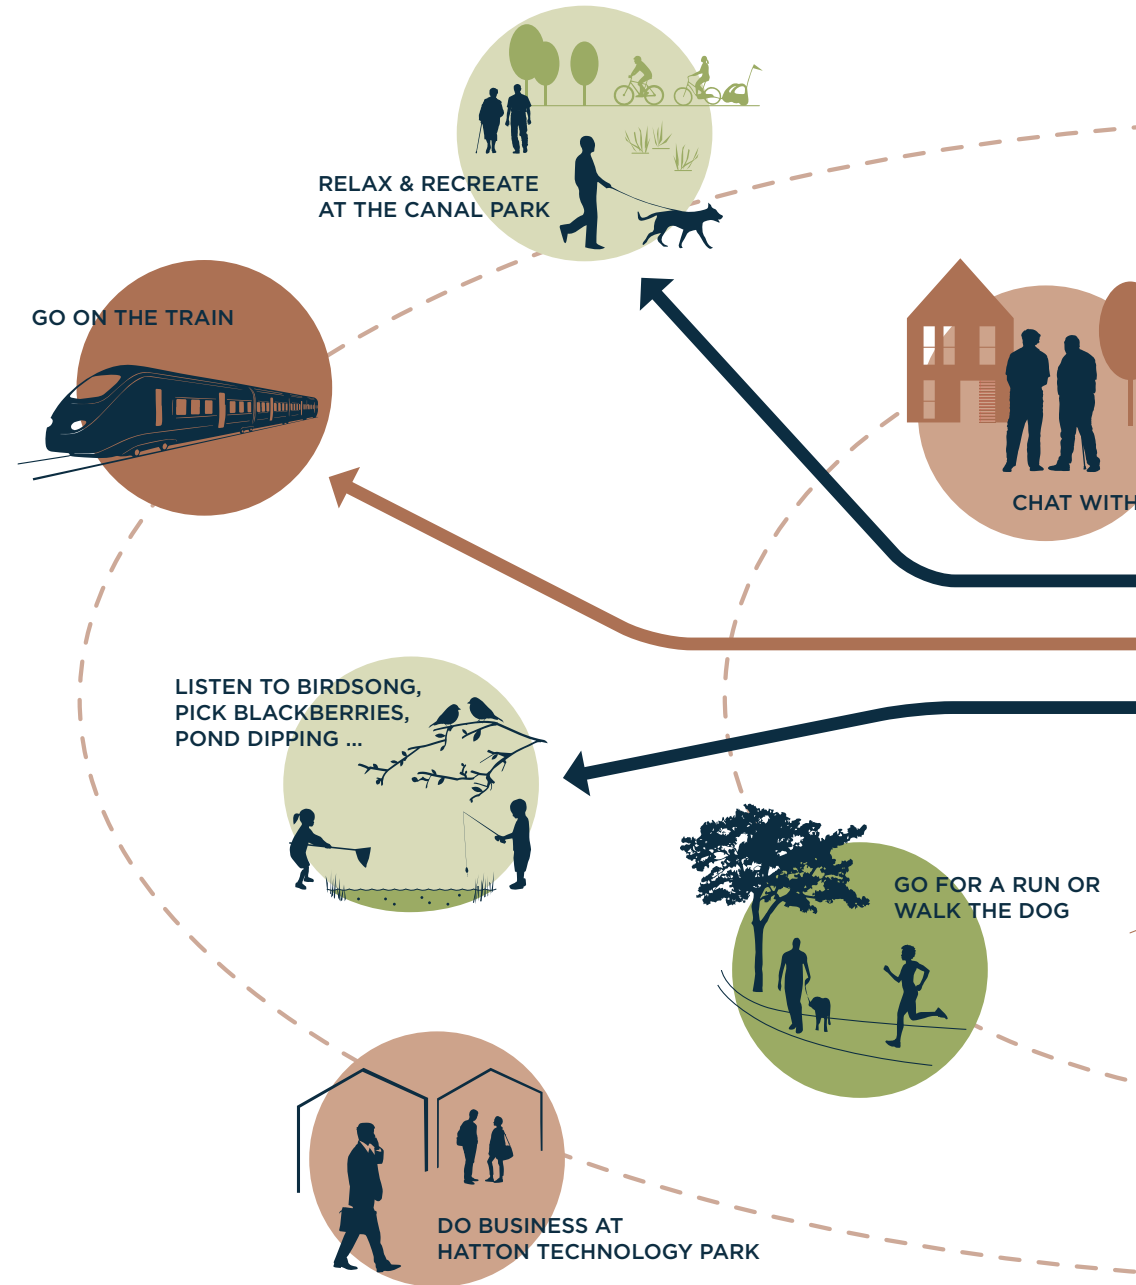 RELAX & RECREATE
AT THE CANAL PARK
GO ON THE TRAIN
CHAT WITH
LISTEN TO BIRDSONG,
PICK BLACKBERRIES,
POND DIPPING ...
GO FOR A RUN OR
WALK THE DOG
DO BUSINESS AT
HATTON TECHNOLOGY PARK